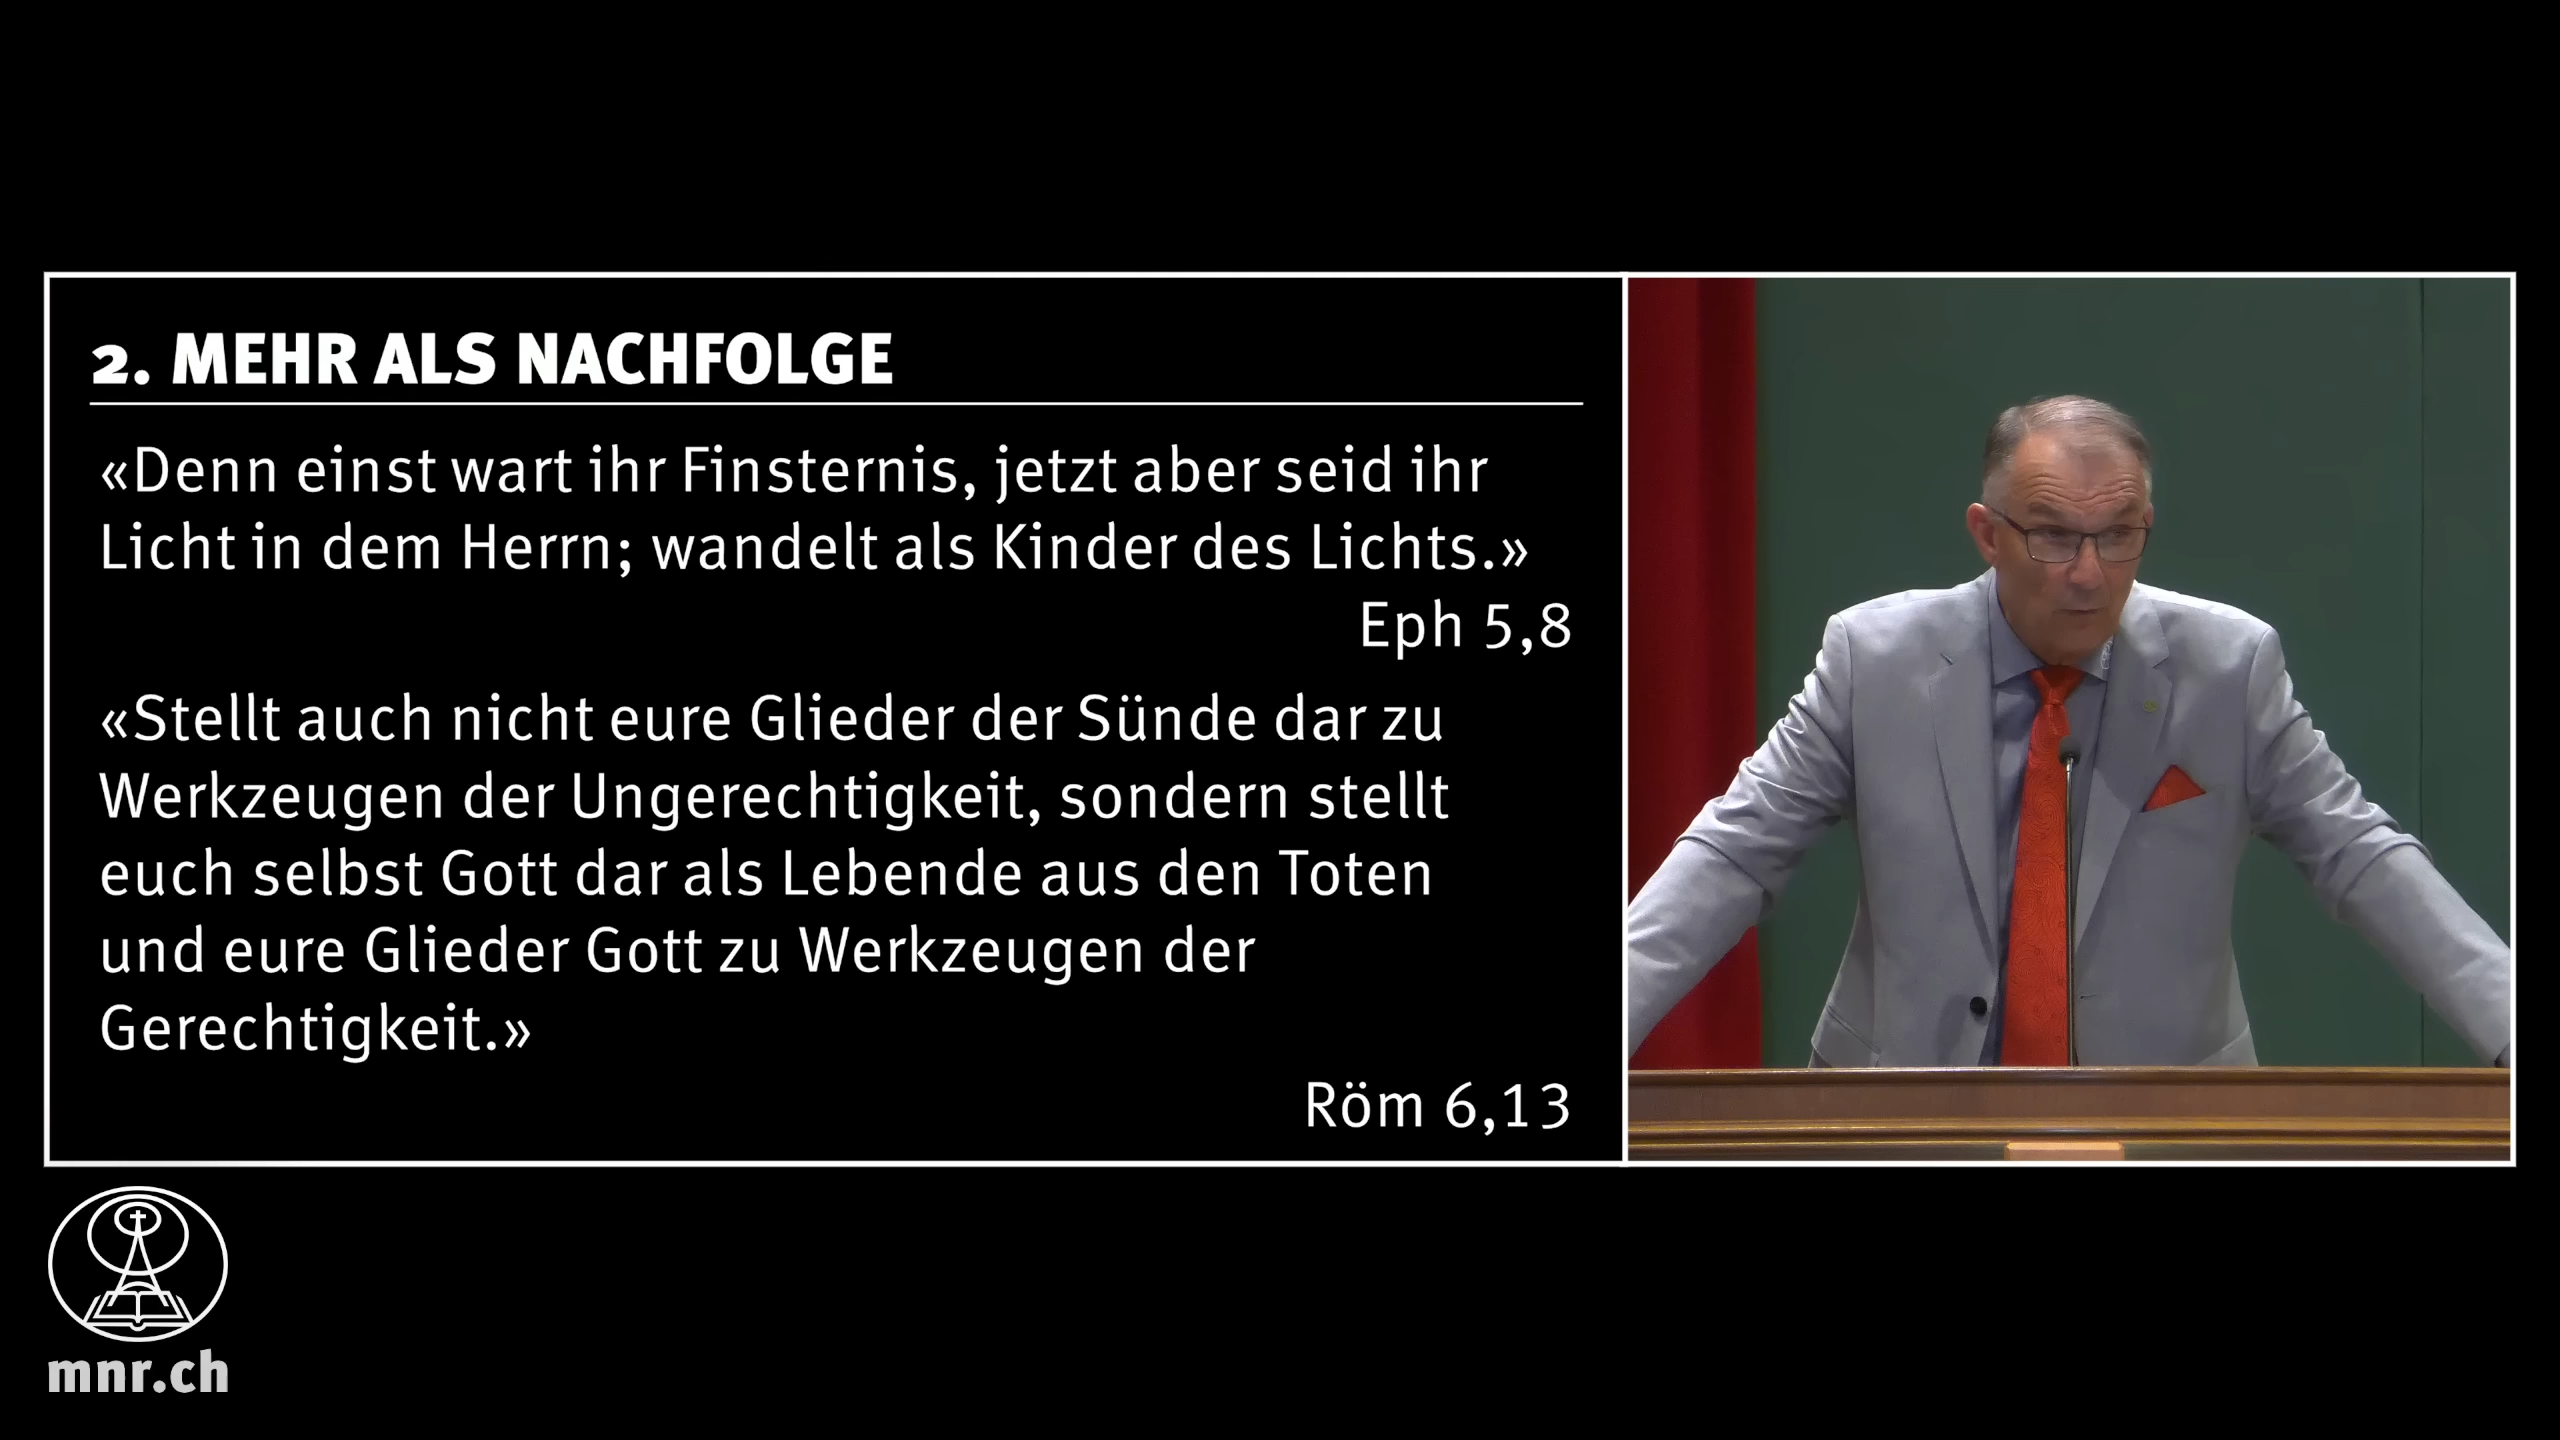 2. MEHR ALS NACHFOLGE
«Denn einst wart ihr Finsternis, jetzt aber seid ihr
Licht in dem Herrn; wandelt als Kinder des Lichts.»
Eph 5,8
«Stellt auch nicht eure Glieder der Sünde dar zu
Werkzeugen der Ungerechtigkeit, sondern stellt
euch selbst Gott dar als Lebende aus den Toten
und eure Glieder Gott zu Werkzeugen der
Gerechtigkeit.»
Röm 6,13
mnr.ch